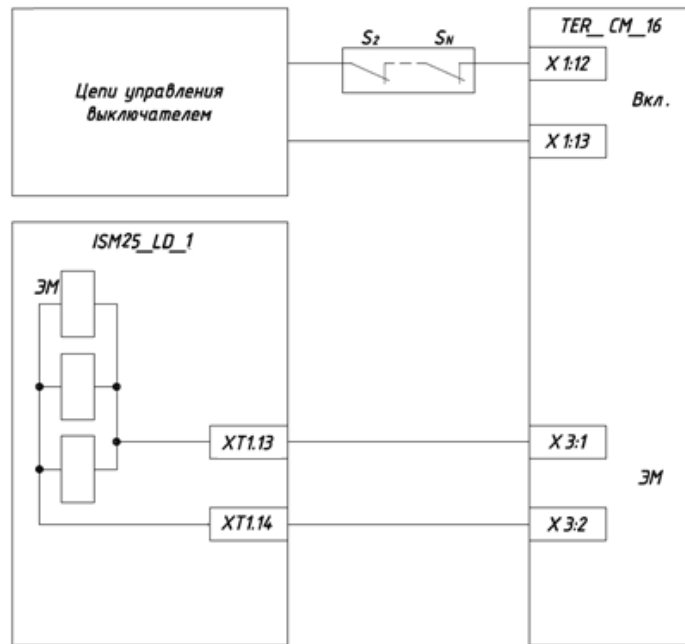 S2
SN
TER_CM_16
X 1:12
Цепи управления
выключателем
Вкл.
X 1:13
ISM25_LD_1
ЭМ
XT1.13
X 3:1
ЭМ
XT1.14
X 3:2